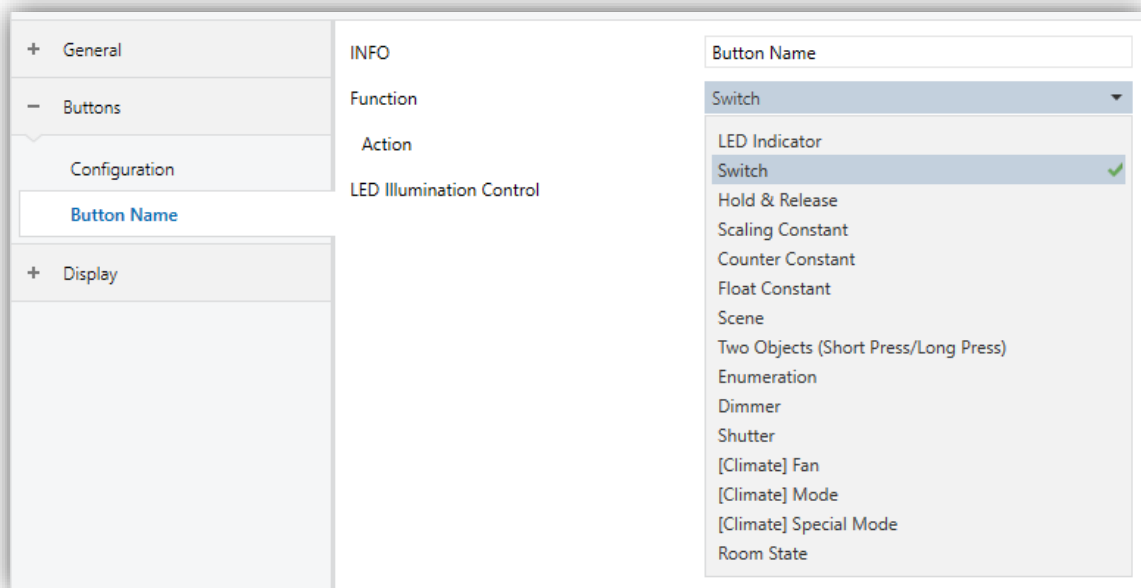 + General
− Buttons
Configuration
Button Name
+ Display
INFO
Button Name
Function
Switch
Action
LED Illumination Control
LED Indicator
Switch
Hold & Release
Scaling Constant
Counter Constant
Float Constant
Scene
Two Objects (Short Press/Long Press)
Enumeration
Dimmer
Shutter
[Climate] Fan
[Climate] Mode
[Climate] Special Mode
Room State